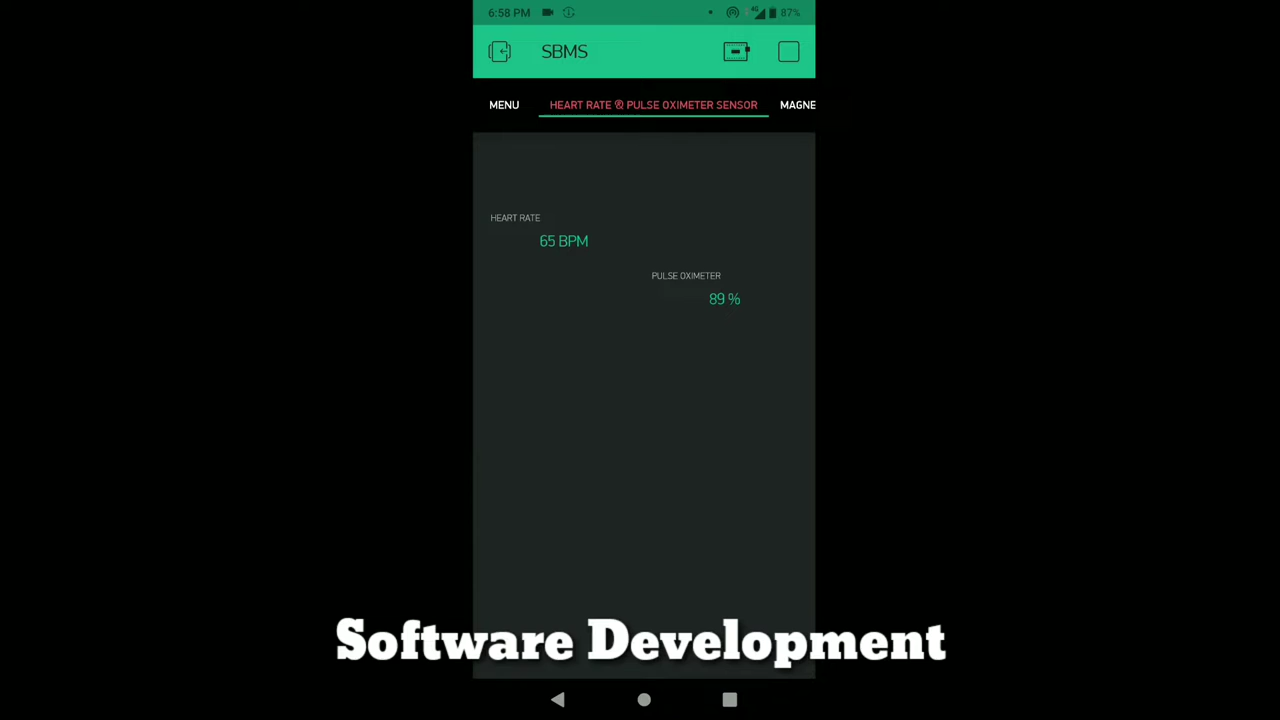 6:58 PM 4G 87%
SBMS
MENU HEART RATE & PULSE OXIMETER SENSOR MAGNE
HEART RATE
65 BPM
PULSE OXIMETER
89 %
Software Development